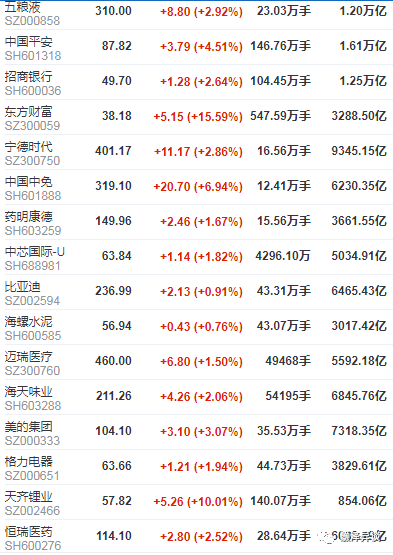 五粮液 310.00 +8.80 (+2.92%) 23.03万手 1.20万亿
SZ000858
中国平安 87.82 +3.79 (+4.51%) 146.76万手 1.61万亿
SH601318
招商银行 49.70 +1.28 (+2.64%) 104.45万手 1.25万亿
SH600036
东方财富 38.18 +5.15 (+15.59%) 547.59万手 3288.50亿
SZ300059
宁德时代 401.17 +11.17 (+2.86%) 16.56万手 9345.15亿
SZ300750
中国中免 319.10 +20.70 (+6.94%) 12.41万手 6230.35亿
SH601888
药明康德 149.96 +2.46 (+1.67%) 15.56万手 3661.55亿
SH603259
中芯国际-U 63.84 +1.14 (+1.82%) 4296.10万 5034.91亿
SH688981
比亚迪 236.99 +2.13 (+0.91%) 43.31万手 6465.43亿
SZ002594
海螺水泥 56.94 +0.43 (+0.76%) 43.07万手 3017.42亿
SH600585
迈瑞医疗 460.00 +6.80 (+1.50%) 49468手 5592.18亿
SZ300760
海天味业 211.26 +4.26 (+2.06%) 54195手 6845.76亿
SH603288
美的集团 104.10 +3.10 (+3.07%) 35.53万手 7318.35亿
SZ000333
格力电器 63.66 +1.21 (+1.94%) 44.73万手 3829.61亿
SZ000651
天齐锂业 57.82 +5.26 (+10.01%) 140.07万手 854.06亿
SZ002466
恒瑞医药 114.10 +2.80 (+2.52%) 28.64万手
SH600276